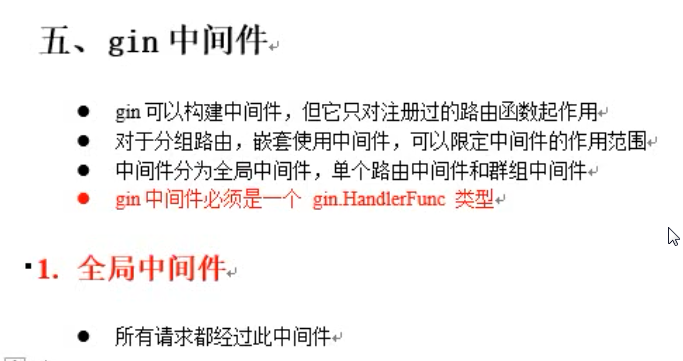 五、gin 中间件
● gin 可以构建中间件，但它只对注册过的路由函数起作用
● 对于分组路由，嵌套使用中间件，可以限定中间件的作用范围
● 中间件分为全局中间件，单个路由中间件和群组中间件
● gin 中间件必须是一个 gin.HandlerFunc 类型
1. 全局中间件
● 所有请求都经过此中间件